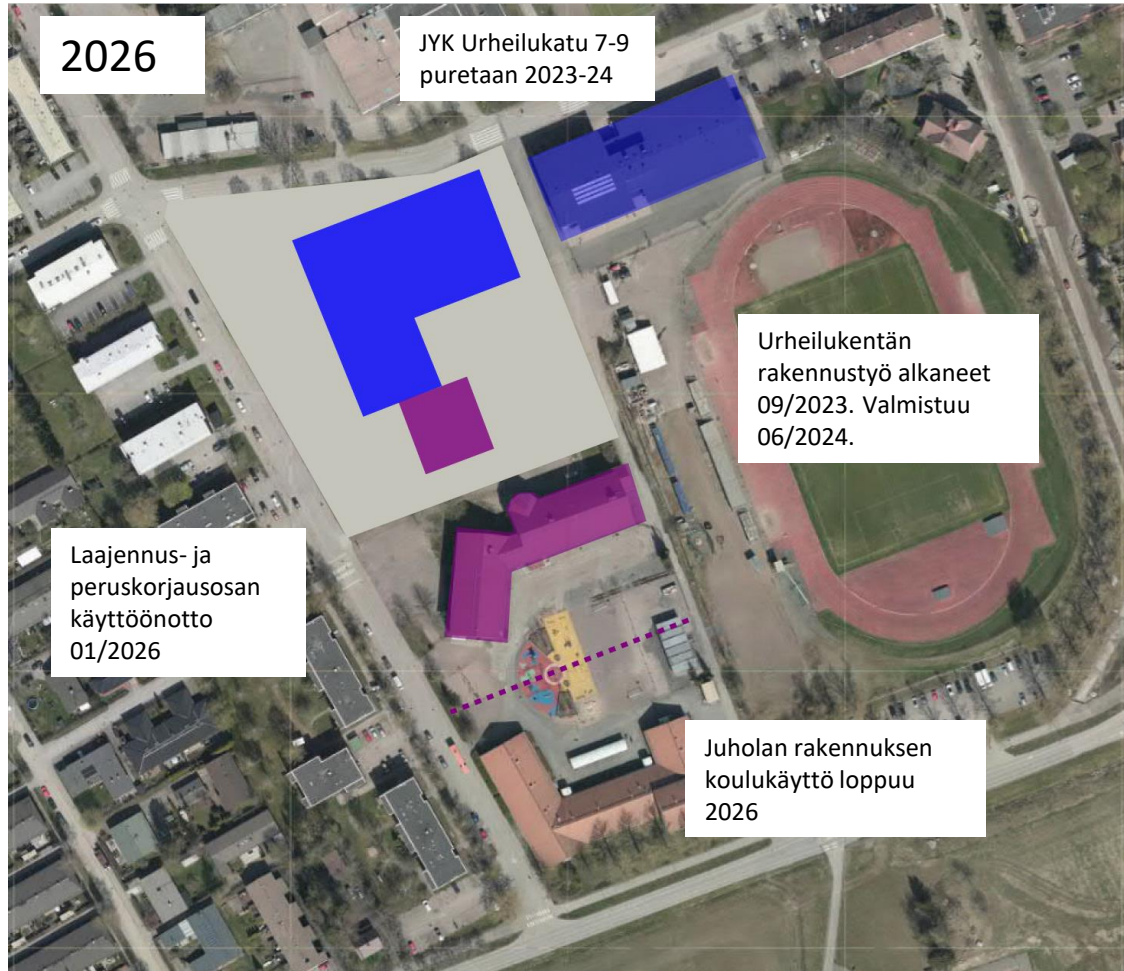 2026
JYK Urheilukatu 7-9
puretaan 2023-24
Urheilukentän
rakennustyö alkaneet
09/2023. Valmistuu
06/2024.
Laajennus- ja
peruskorjausosan
käyttöönotto
01/2026
Juholan rakennuksen
koulukäyttö loppuu
2026